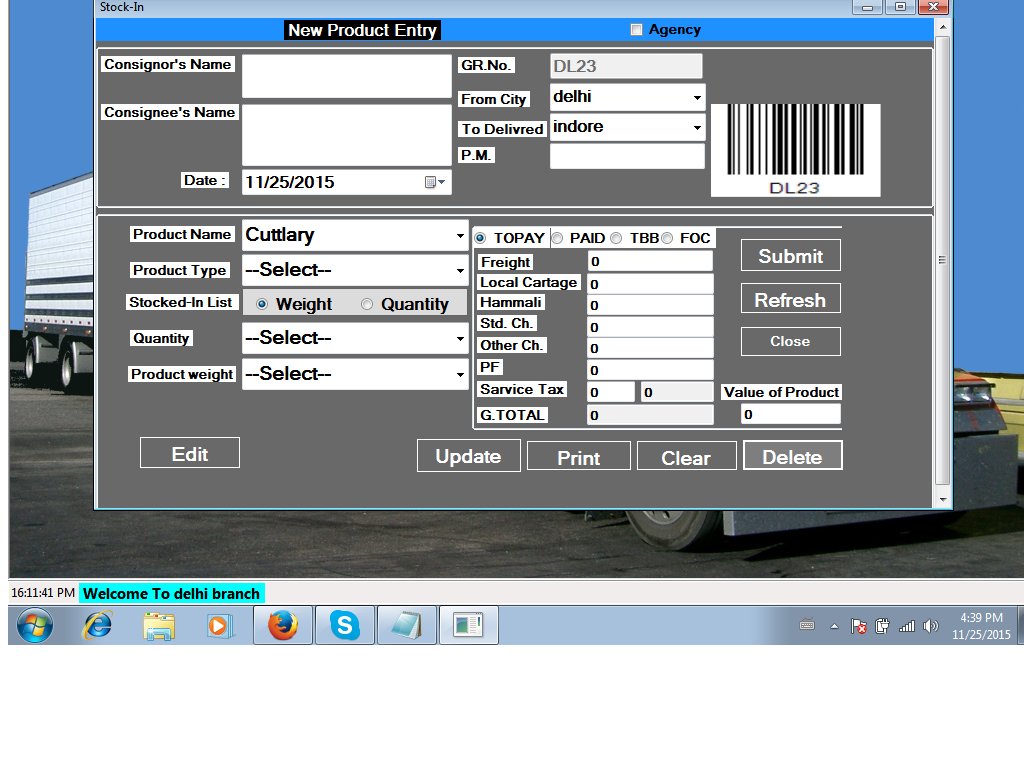 Stock-In
New Product Entry
Agency
Consignor's Name
GR.No.
DL23
From City
delhi
Consignee's Name
To Delivred
indore
P.M.
DL23
Date :
11/25/2015
Product Name
Cuttlary
TOPAY
PAID
TBB
FOC
Submit
Freight
0
Product Type
--Select--
Local Cartage
0
Stocked-In List
Weight
Quantity
Hammali
0
Refresh
Std. Ch.
0
Quantity
--Select--
Other Ch.
0
Close
Product weight
--Select--
PF
0
Sarvice Tax
0
0
Value of Product
G.TOTAL
0
0
Edit
Update
Print
Clear
Delete
16:11:41 PM
Welcome To delhi branch
4:39 PM
11/25/2015